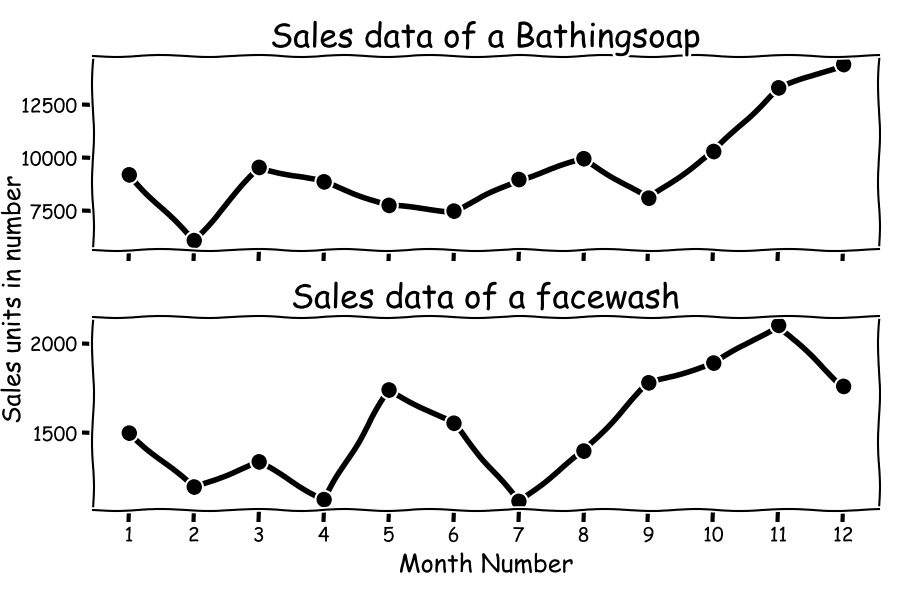 Sales data of a Bathingsoap
12500
10000
7500
Sales units in number
Sales data of a facewash
2000
1500
1 2 3 4 5 6 7 8 9 10 11 12
Month Number